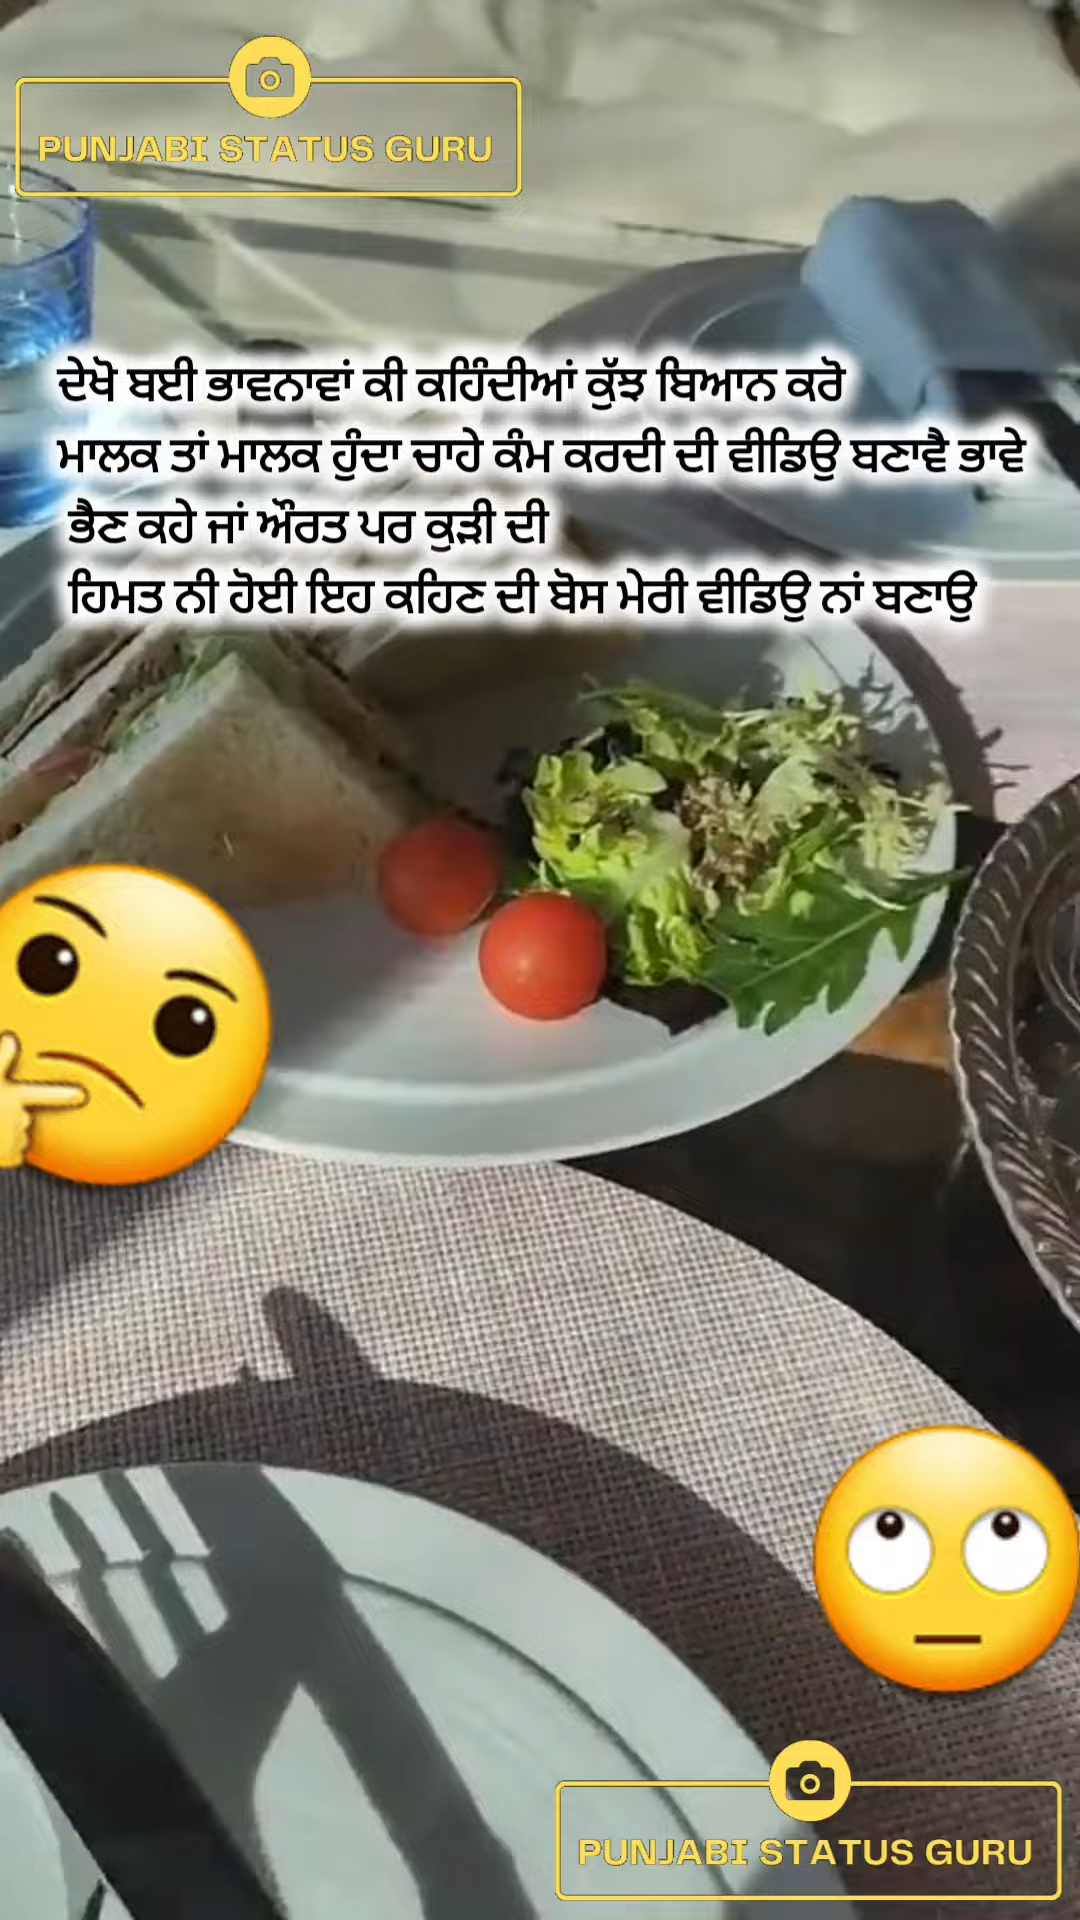 PUNJABI STATUS GURU
ਦੇਖੋ ਬਈ ਭਾਵਨਾਵਾਂ ਕੀ ਕਹਿੰਦੀਆਂ ਕੁੱਝ ਬਿਆਨ ਕਰੋ
ਮਾਲਕ ਤਾਂ ਮਾਲਕ ਹੁੰਦਾ ਚਾਹੇ ਕੰਮ ਕਰਦੀ ਦੀ ਵੀਡਿਉ ਬਣਾਵੈ ਭਾਵੇ
ਭੈਣ ਕਹੇ ਜਾਂ ਔਰਤ ਪਰ ਕੁੜੀ ਦੀ
ਹਿਮਤ ਨੀ ਹੋਈ ਇਹ ਕਹਿਣ ਦੀ ਬੋਸ ਮੇਰੀ ਵੀਡਿਉ ਨਾਂ ਬਣਾਉ
PUNJABI STATUS GURU